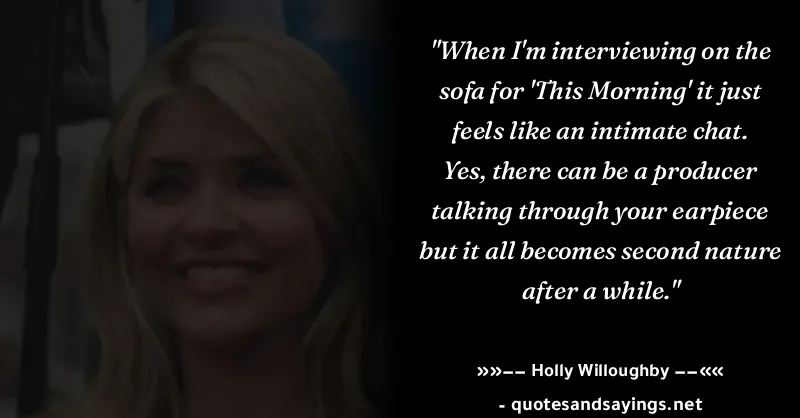 "When I'm interviewing on the
sofa for 'This Morning' it just
feels like an intimate chat.
Yes, there can be a producer
talking through your earpiece
but it all becomes second nature
after a while."
»»−− Holly Willoughby −−««
- quotesandsayings.net